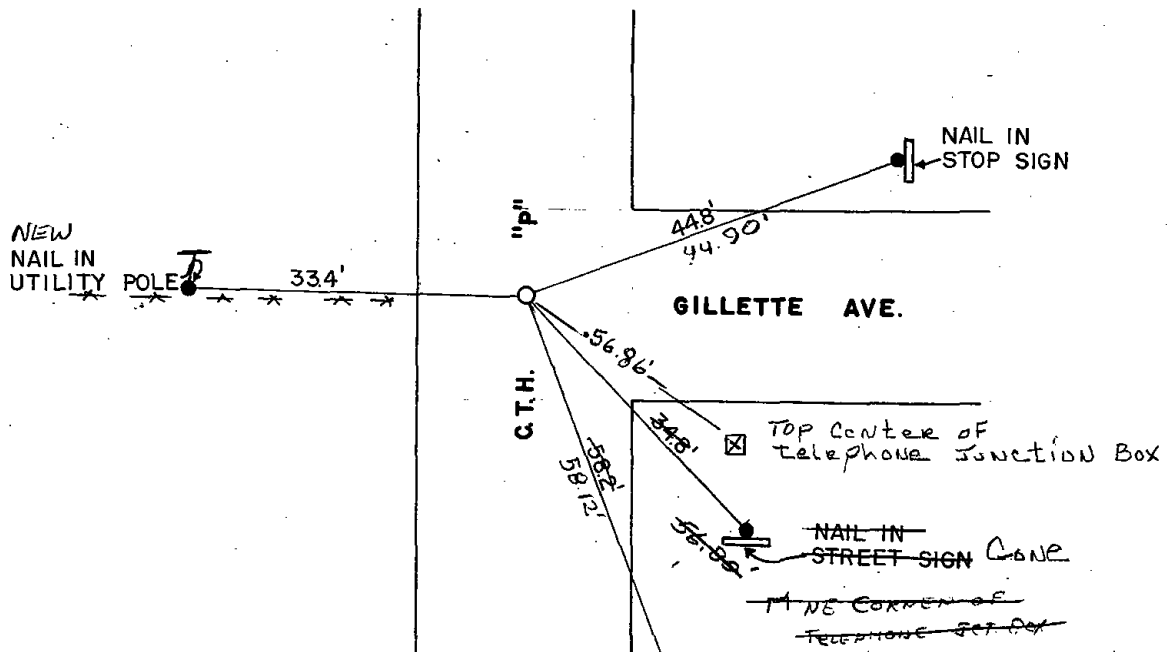 NAIL IN
STOP SIGN
"P"
44.8'
44.90'
NEW
NAIL IN
UTILITY POLE
33.4'
GILLETTE AVE.
56.86'
C.T.H.
34.8'
TOP CENTER OF
TELEPHONE JUNCTION BOX
58.2'
58.12'
NAIL IN
STREET SIGN GONE
NE CORNER OF
TELEPHONE